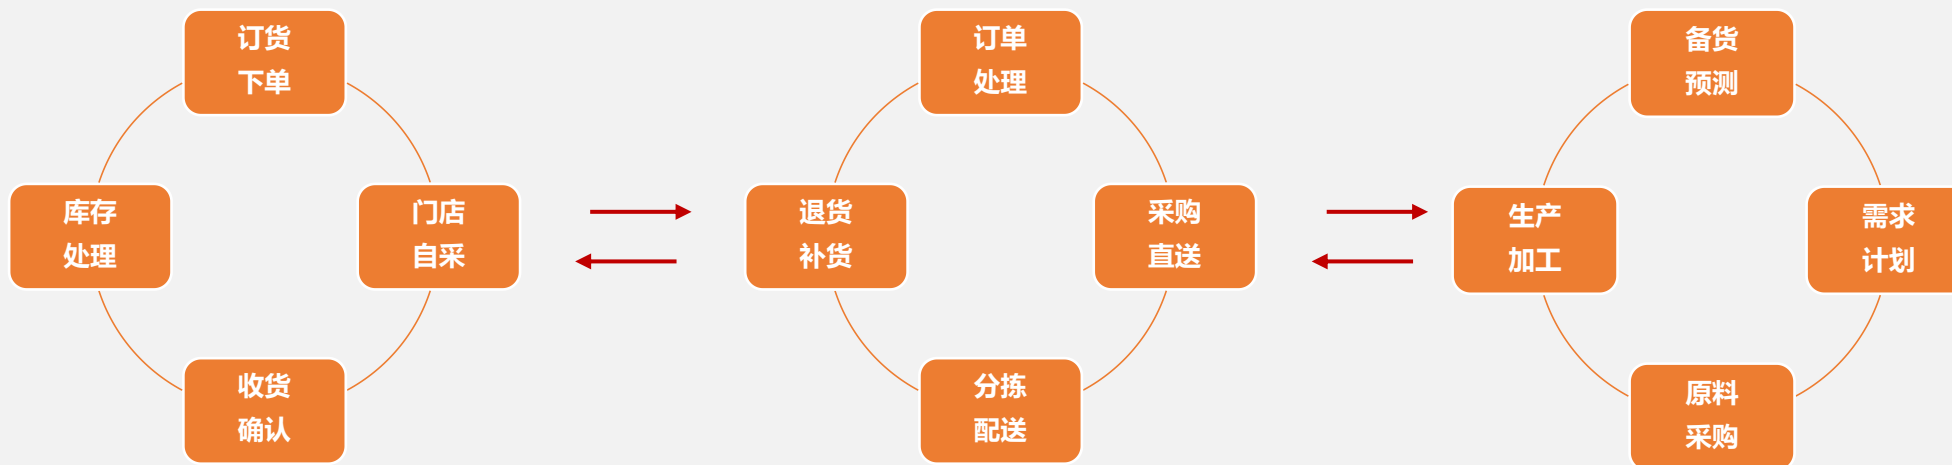 订货
下单
库存
处理
门店
自采
收货
确认
订单
处理
退货
补货
采购
直送
分拣
配送
备货
预测
生产
加工
需求
计划
原料
采购